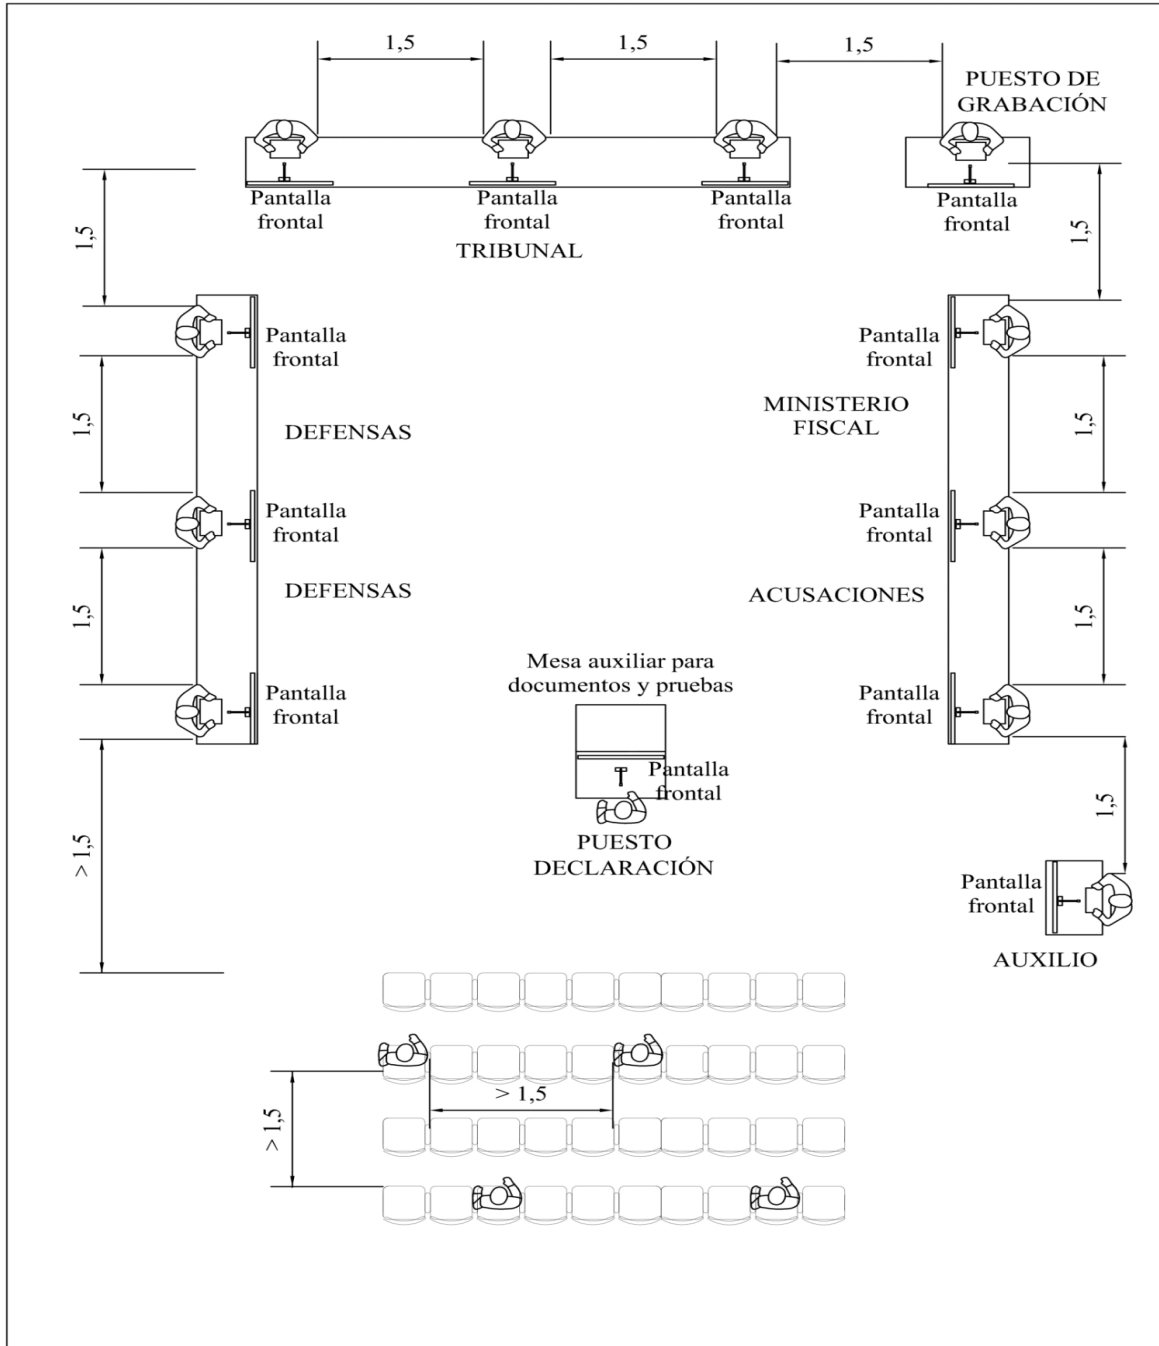 1,5
1,5
1,5
PUESTO DE
GRABACIÓN
Pantalla
frontal
Pantalla
frontal
Pantalla
frontal
Pantalla
frontal
TRIBUNAL
1,5
1,5
Pantalla
frontal
Pantalla
frontal
1,5
DEFENSAS
MINISTERIO
FISCAL
1,5
Pantalla
frontal
Pantalla
frontal
1,5
DEFENSAS
ACUSACIONES
1,5
Mesa auxiliar para
documentos y pruebas
Pantalla
frontal
Pantalla
frontal
Pantalla
frontal
> 1,5
PUESTO
DECLARACIÓN
1,5
Pantalla
frontal
AUXILIO
> 1,5
> 1,5